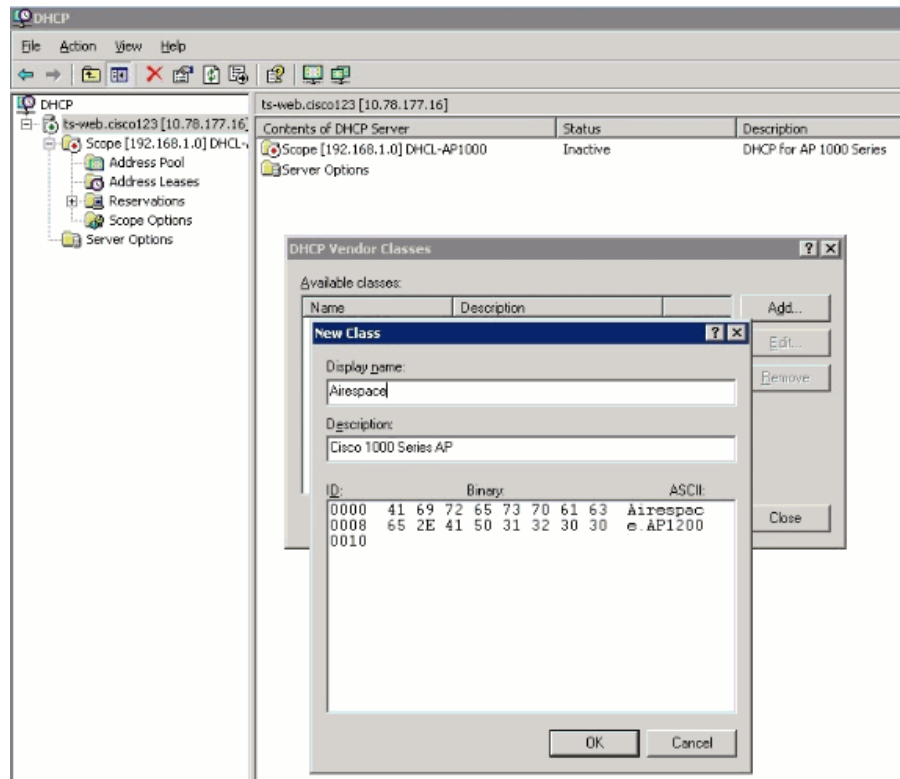 DHCP
File Action View Help
DHCP
ts-web.cisco123 [10.78.177.16]
Scope [192.168.1.0] DHCL-
Address Pool
Address Leases
Reservations
Scope Options
Server Options
ts-web.cisco123 [10.78.177.16]
Contents of DHCP Server Status Description
Scope [192.168.1.0] DHCL-AP1000 Inactive DHCP for AP 1000 Series
Server Options
DHCP Vendor Classes
Available classes:
Name Description
Add...
Edit...
Remove
Close
New Class
Display name:
Airespace
Description:
Cisco 1000 Series AP
ID: Binary: ASCII:
0000 41 69 72 65 73 70 61 63 Airespac
0008 65 2E 41 50 31 32 30 30 e.AP1200
0010
OK Cancel